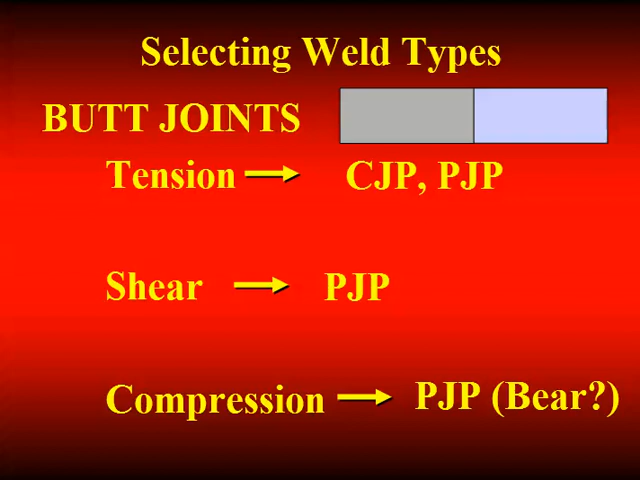 Selecting Weld Types
BUTT JOINTS
Tension CJP, PJP
Shear PJP
Compression PJP (Bear?)